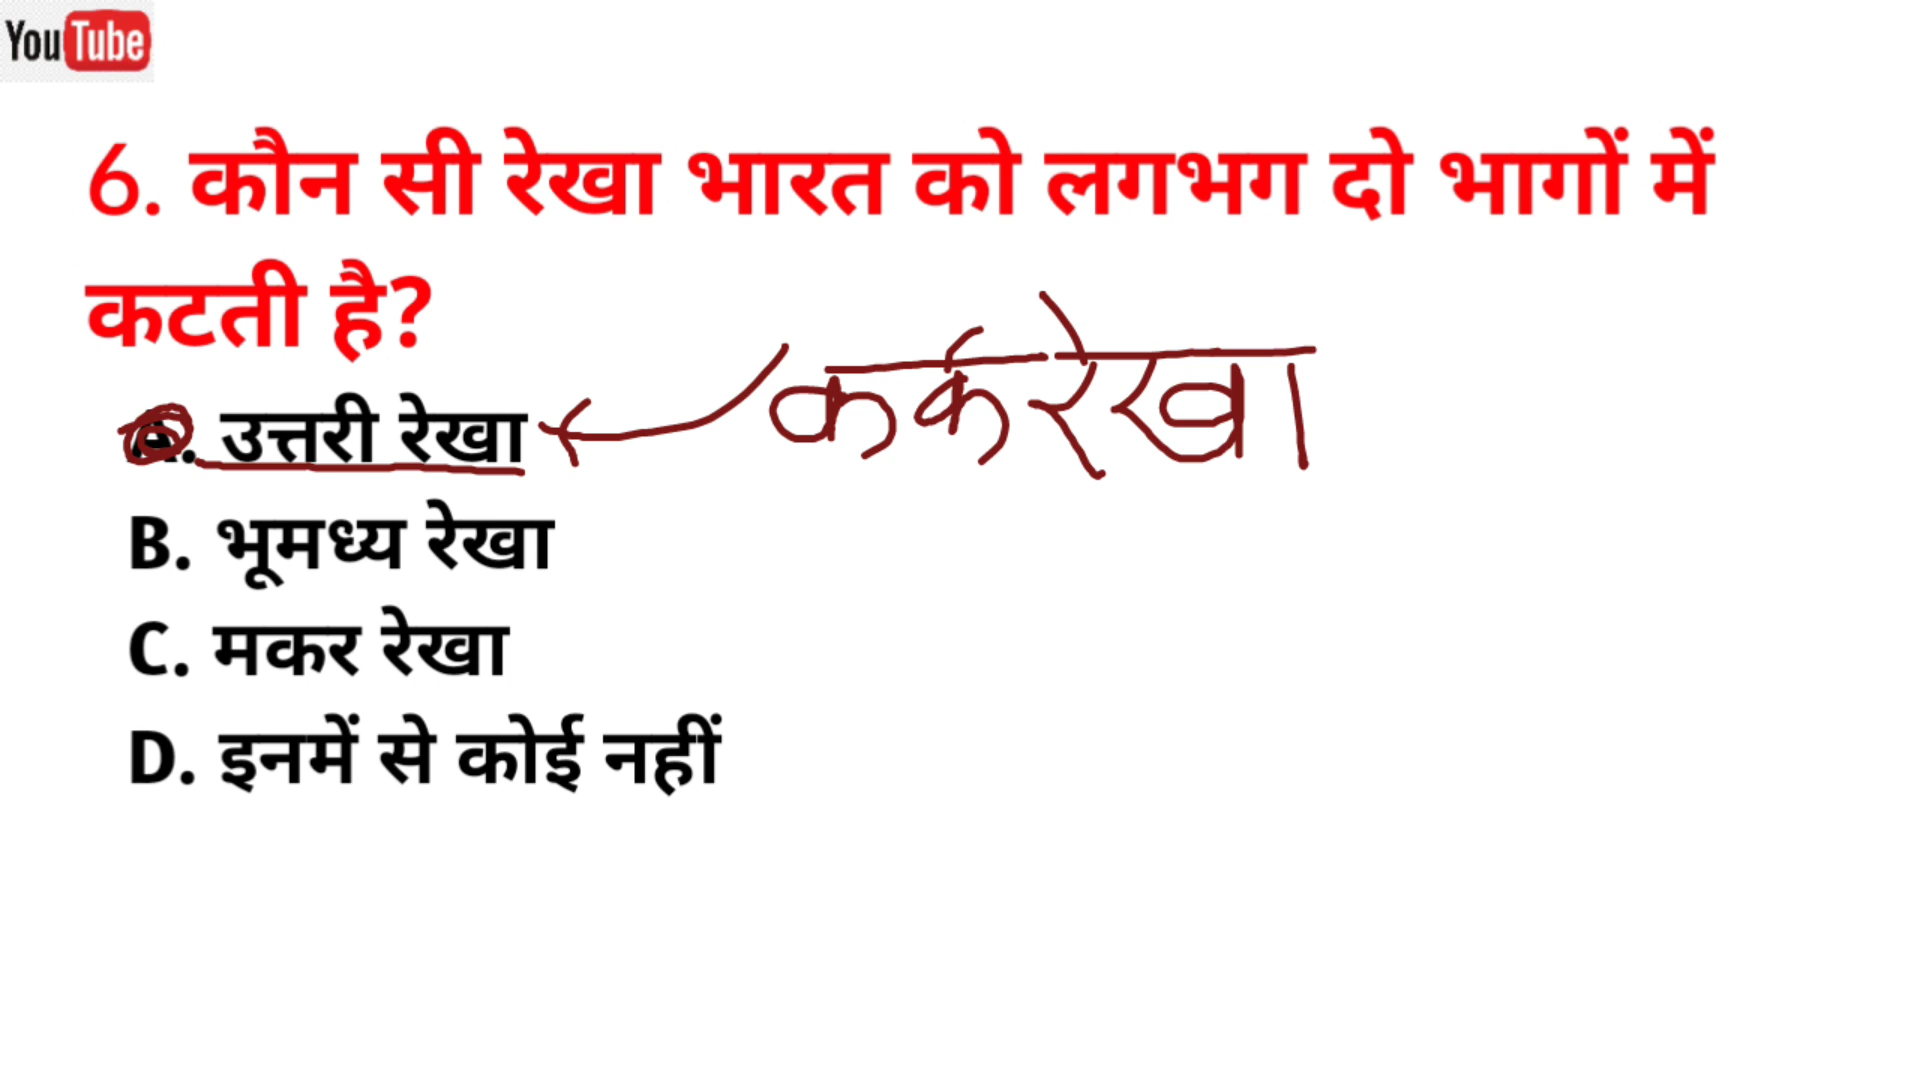 YouTube
6. कौन सी रेखा भारत को लगभग दो भागों में
कटती है?
A. उत्तरी रेखा
कर्क रेखा
B. भूमध्य रेखा
C. मकर रेखा
D. इनमें से कोई नहीं